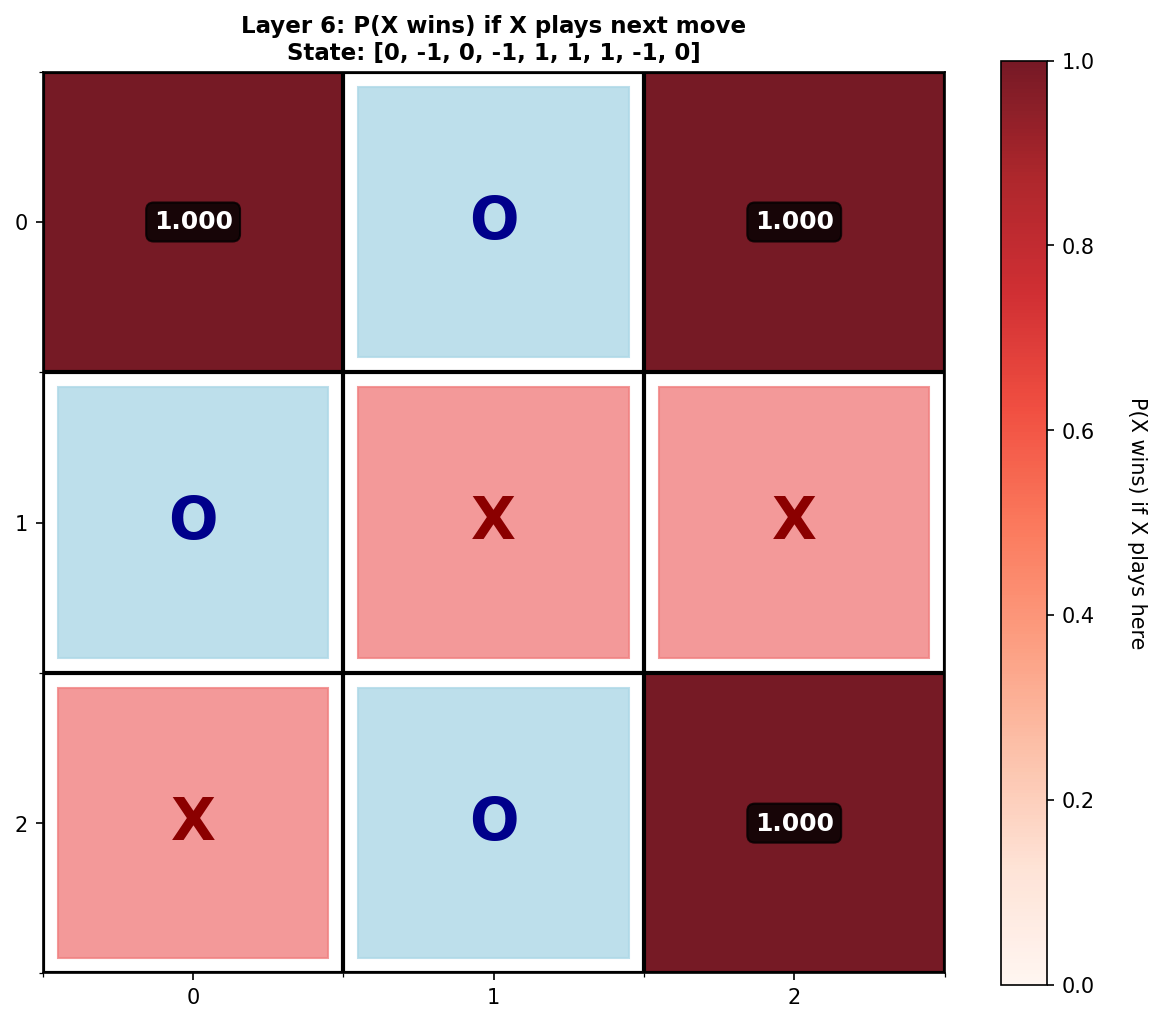 Layer 6: P(X wins) if X plays next move
State: [0, -1, 0, -1, 1, 1, 1, -1, 0]
0
1.000
O
1.000
1
O
X
X
2
X
O
1.000
0
1
2
1.0
0.8
0.6
0.4
0.2
0.0
P(X wins) if X plays here